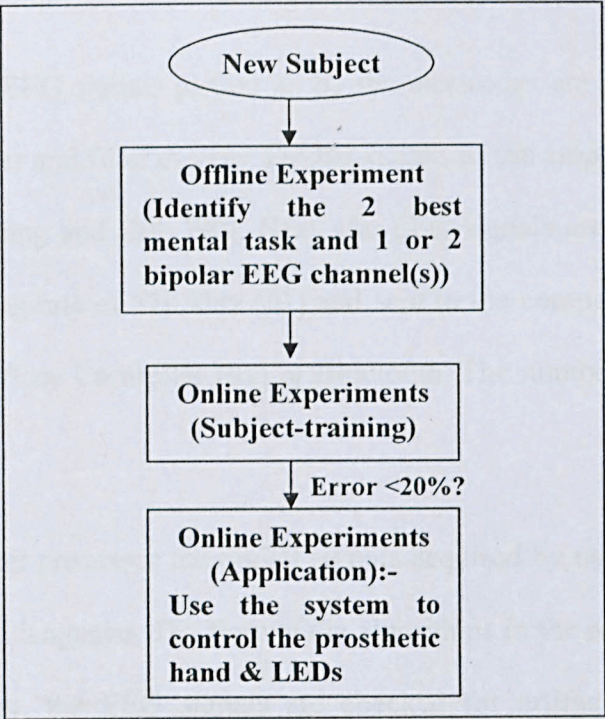 New Subject
Offline Experiment
(Identify the 2 best
mental task and 1 or 2
bipolar EEG channel(s))
Online Experiments
(Subject-training)
Error <20%?
Online Experiments
(Application):-
Use the system to
control the prosthetic
hand & LEDs